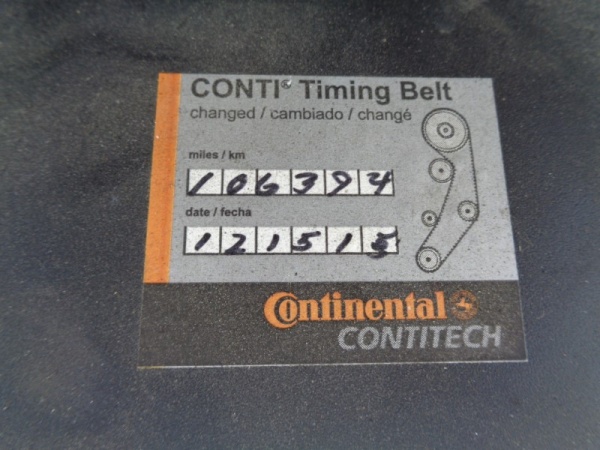 CONTI® Timing Belt
changed / cambiado / changé
miles / km
106394
date / fecha
121515
Continental
CONTITECH